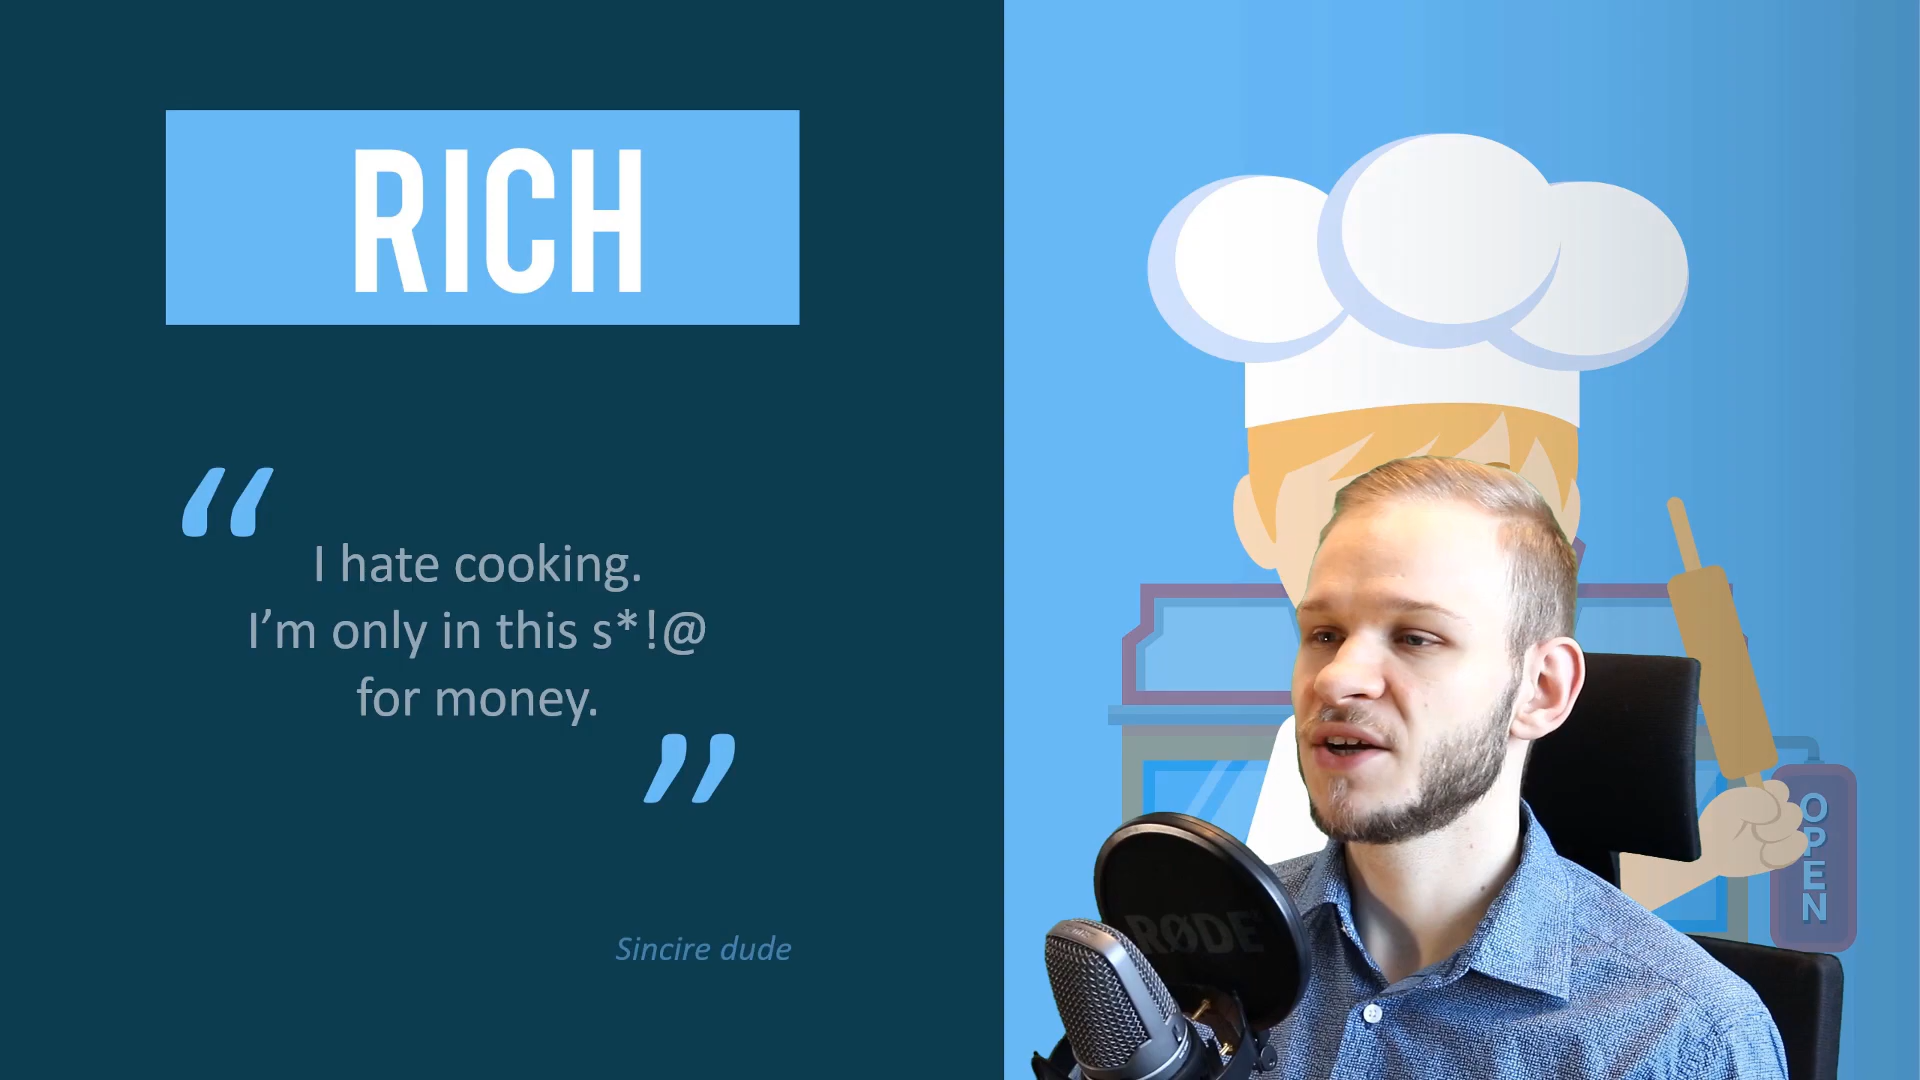 RICH
“
I hate cooking.
I’m only in this s*!@
for money.
”
Sincire dude
OPEN
RØDE